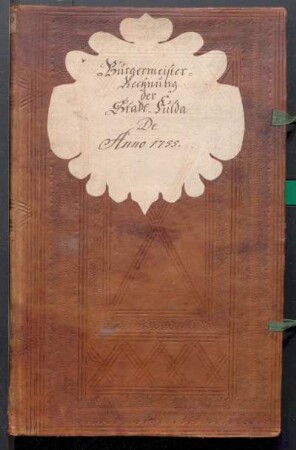 Bürgermeister-
Rechnung
der
Stadt Fulda
De
Anno 1755.